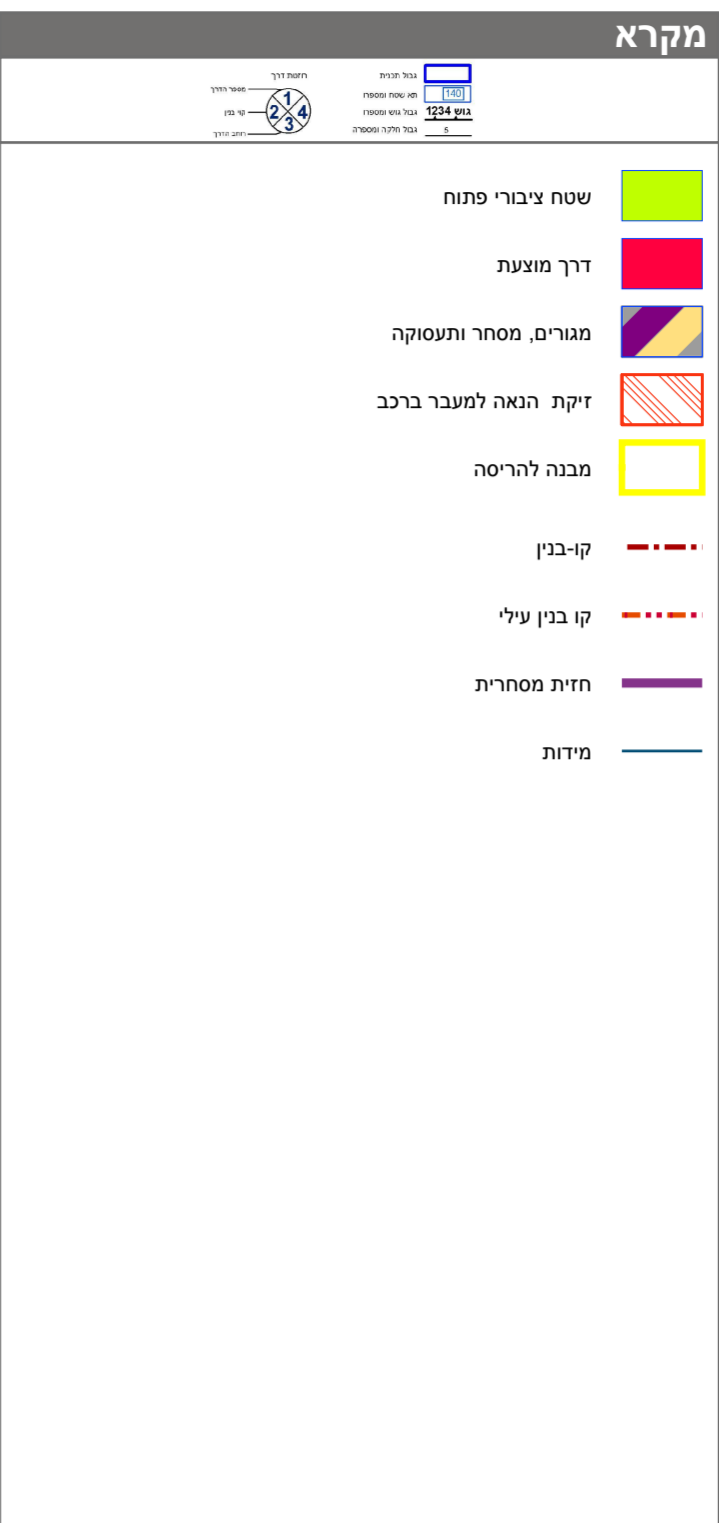 מקרא
גבול תכנית
תא שטח ומספרו 140
גבול גוש ומספרו גוש 1234
גבול חלקה ומספרה 5
רוזטת דרך
מספר הדרך
קווי בנין
רוחב הדרך
1
2 4
3
שטח ציבורי פתוח
דרך מוצעת
מגורים, מסחר ותעסוקה
זיקת הנאה למעבר ברכב
מבנה להריסה
קו-בנין
קו בנין עילי
חזית מסחרית
מידות